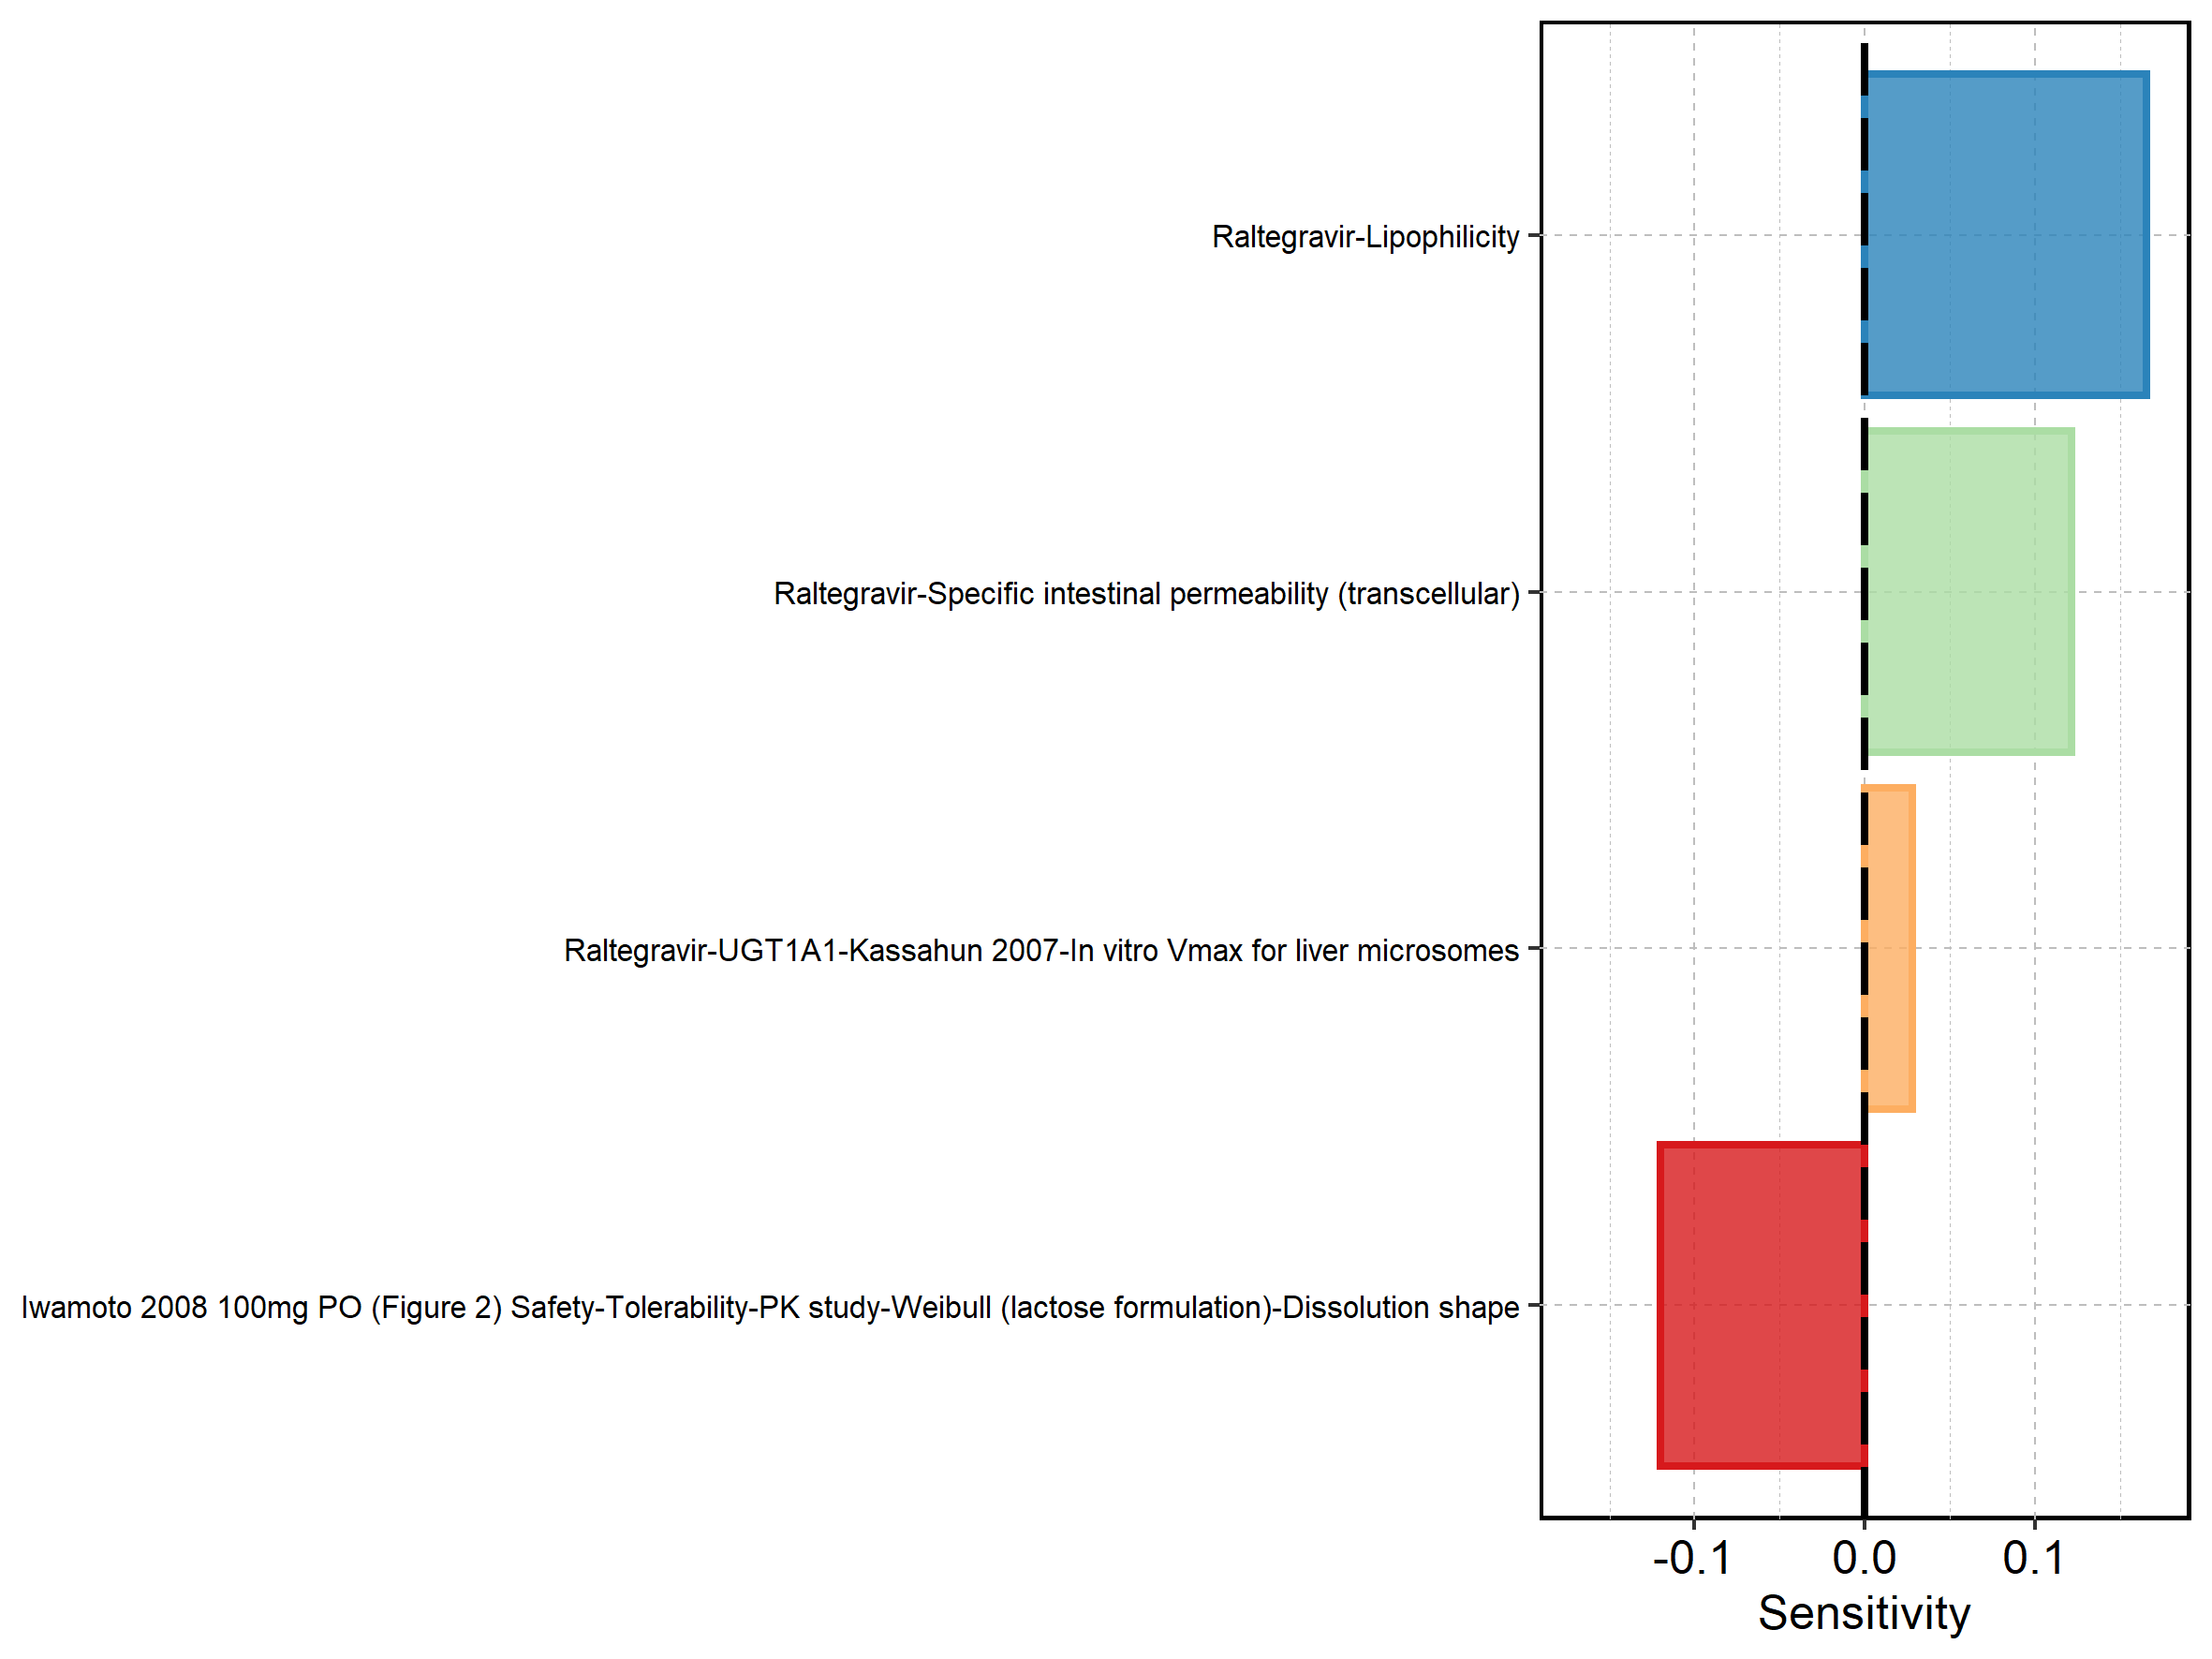 Raltegravir-Lipophilicity
Raltegravir-Specific intestinal permeability (transcellular)
Raltegravir-UGT1A1-Kassahun 2007-In vitro Vmax for liver microsomes
Iwamoto 2008 100mg PO (Figure 2) Safety-Tolerability-PK study-Weibull (lactose formulation)-Dissolution shape
-0.1 0.0 0.1
Sensitivity